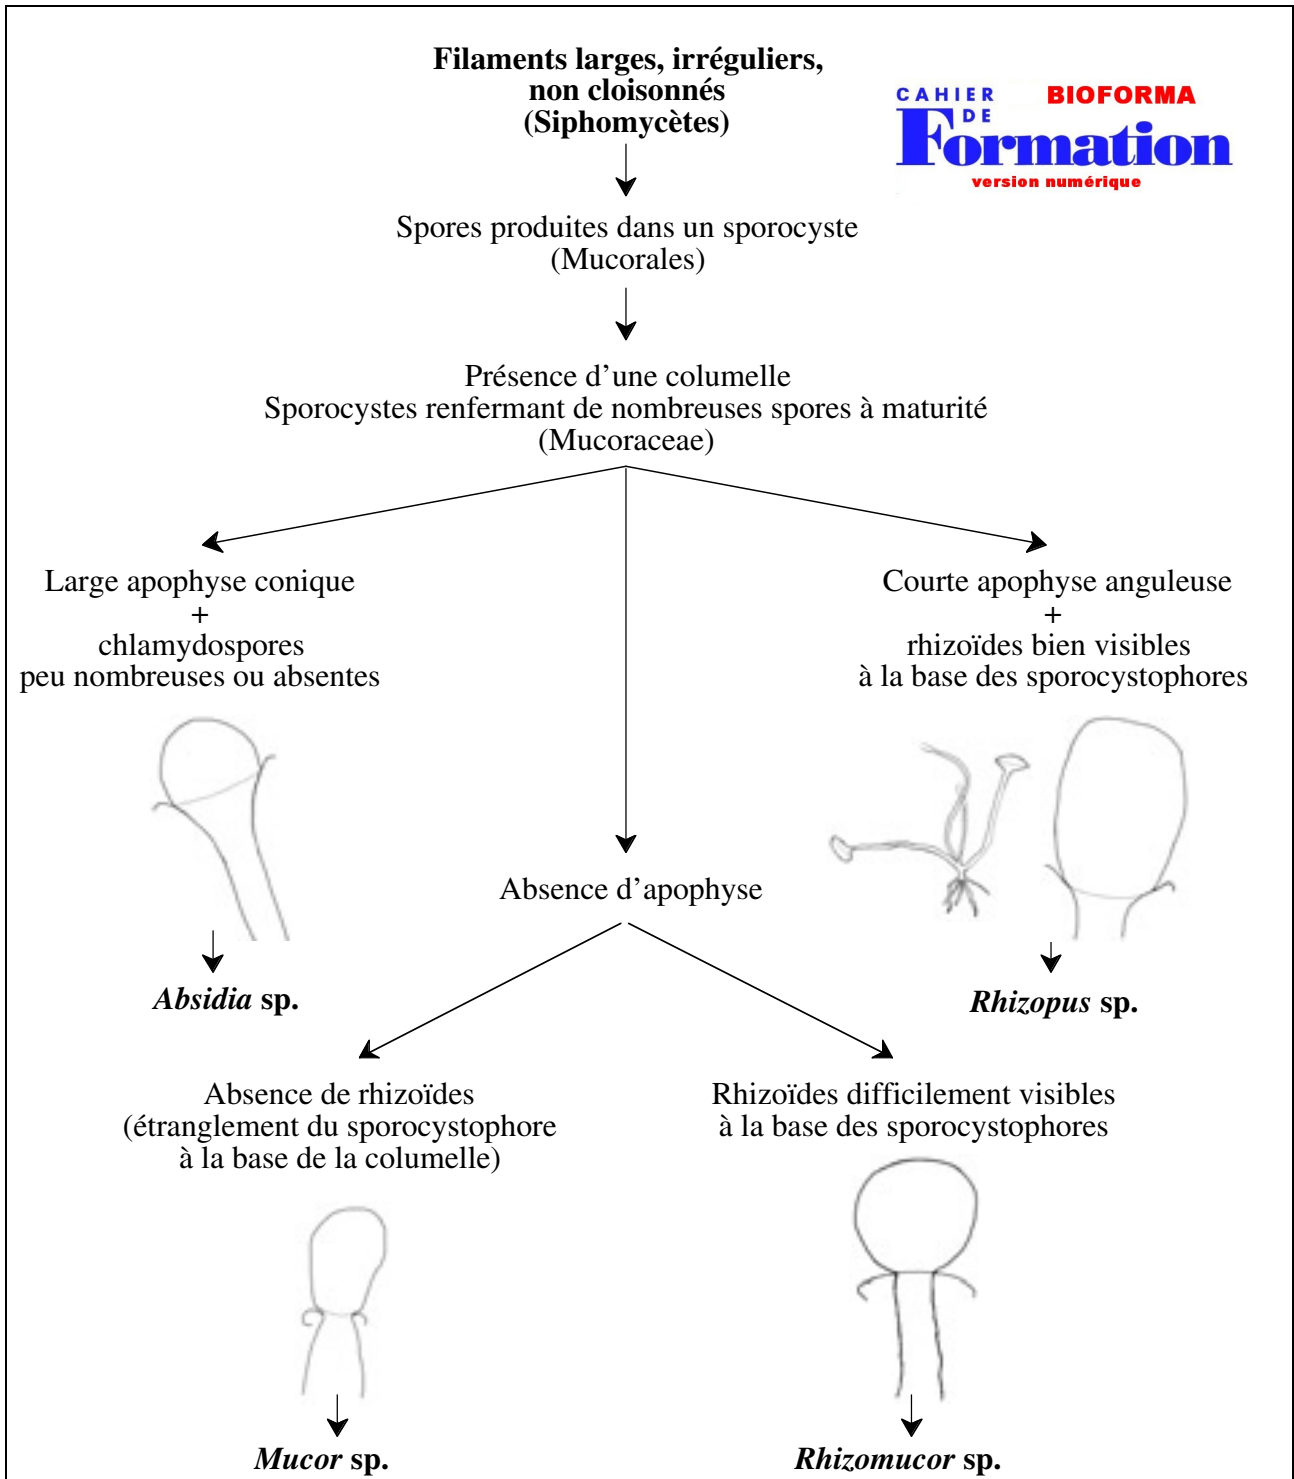 Filaments larges, irréguliers,
non cloisonnés
(Siphomycètes)
CAHIER BIOFORMA
DE
Formation
version numérique
Spores produites dans un sporocyste
(Mucorales)
Présence d’une columelle
Sporocystes renfermant de nombreuses spores à maturité
(Mucoraceae)
Large apophyse conique
+
chlamydospores
peu nombreuses ou absentes
Courte apophyse anguleuse
+
rhizoïdes bien visibles
à la base des sporocystophores
Absence d’apophyse
Absidia sp.
Rhizopus sp.
Absence de rhizoïdes
(étranglement du sporocystophore
à la base de la columelle)
Rhizoïdes difficilement visibles
à la base des sporocystophores
Mucor sp.
Rhizomucor sp.